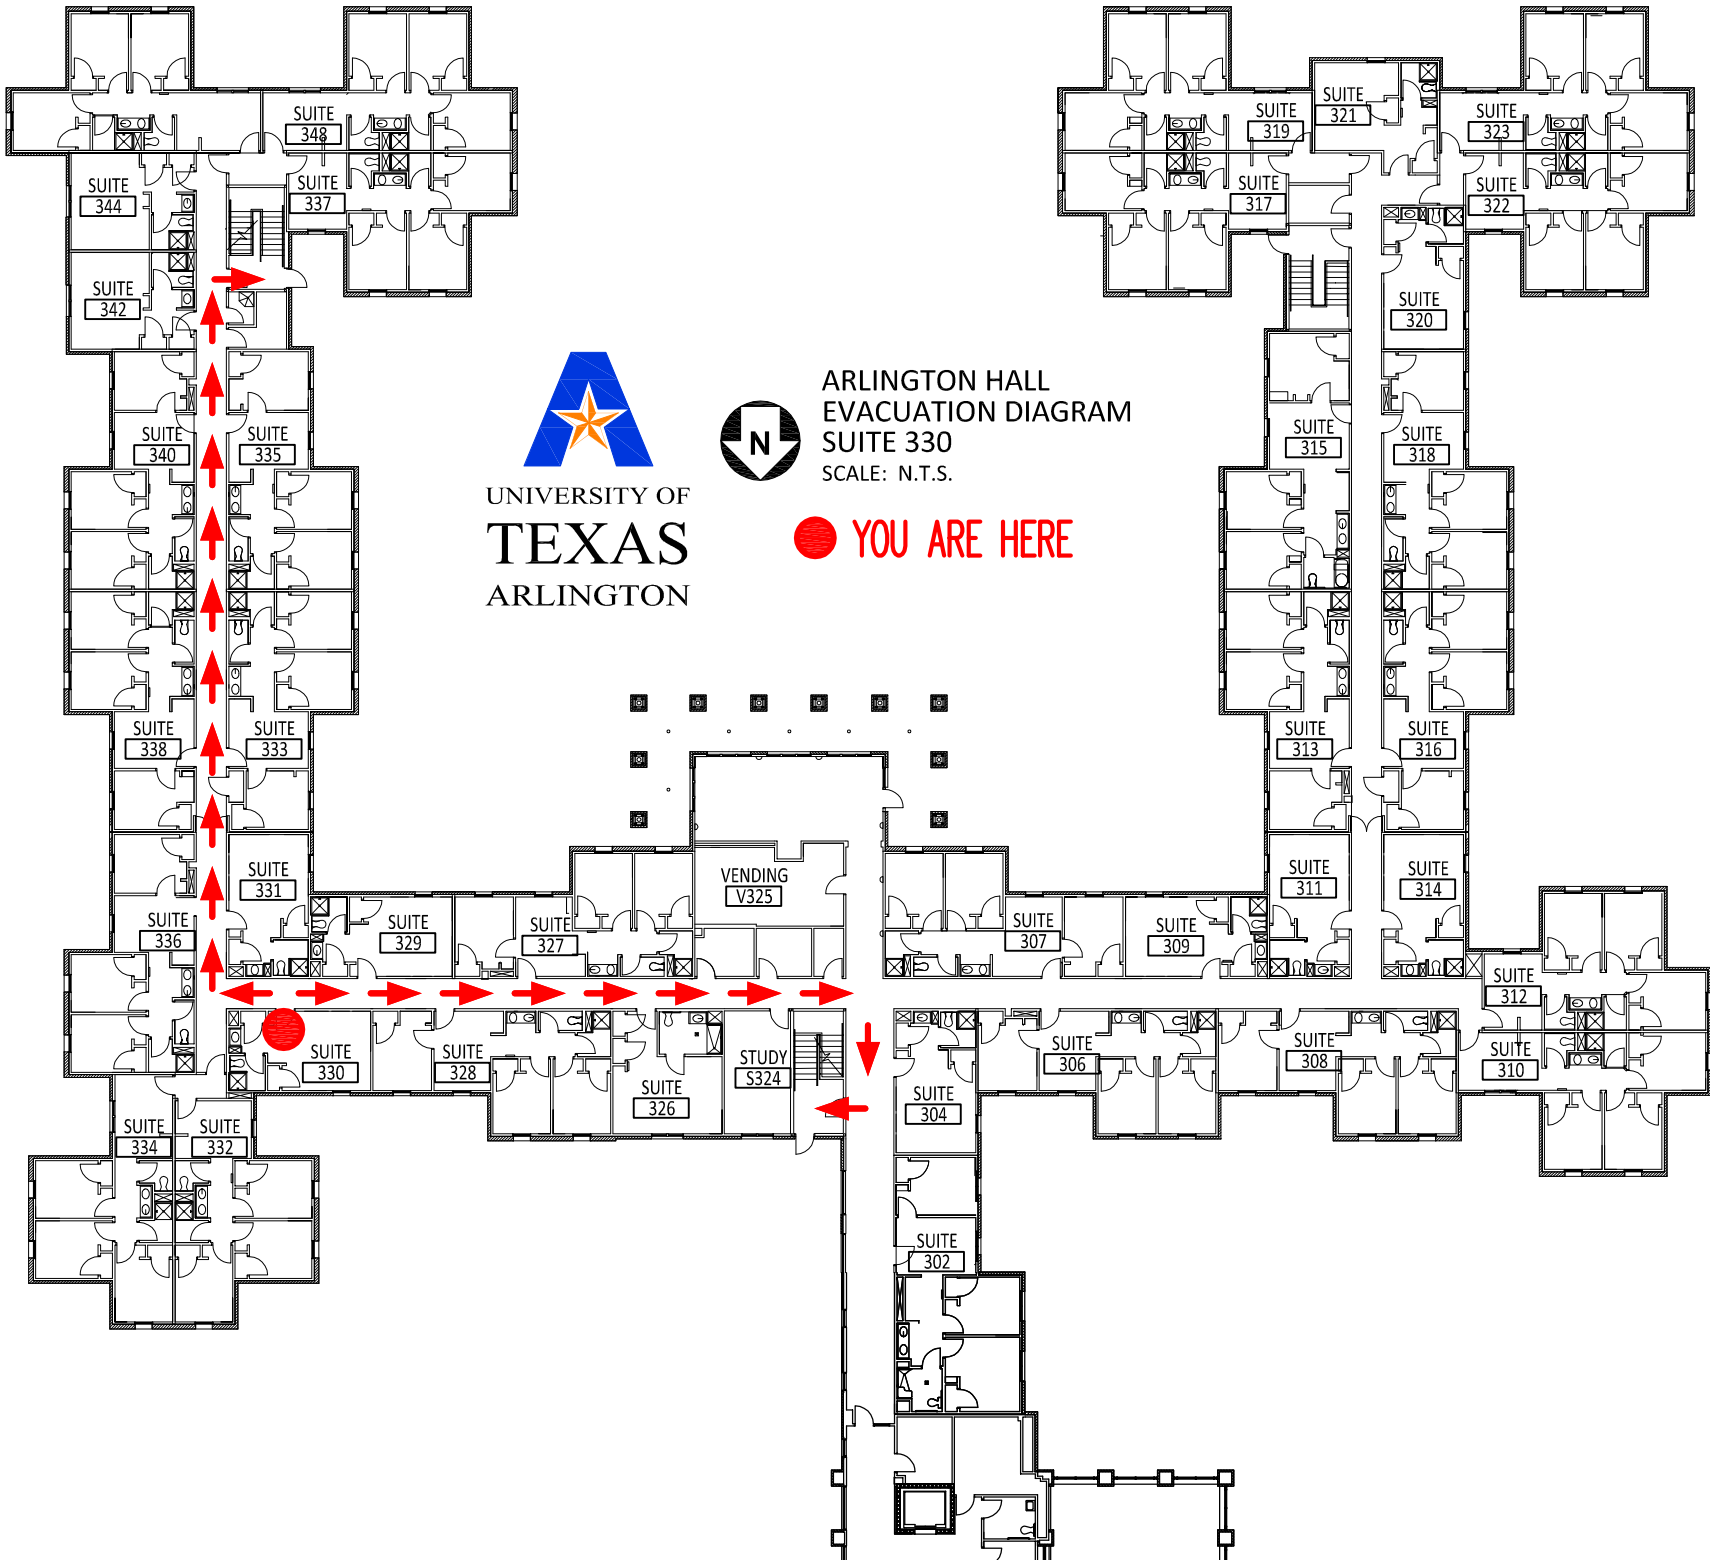 SUITE
348
SUITE
337
SUITE
344
SUITE
342
SUITE
319
SUITE
321
SUITE
323
SUITE
317
SUITE
322
SUITE
320
ARLINGTON HALL
EVACUATION DIAGRAM
SUITE 330
SCALE: N.T.S.
N
YOU ARE HERE
UNIVERSITY OF
TEXAS
ARLINGTON
SUITE
340
SUITE
335
SUITE
315
SUITE
318
SUITE
338
SUITE
333
SUITE
313
SUITE
316
SUITE
331
VENDING
V325
SUITE
311
SUITE
314
SUITE
336
SUITE
329
SUITE
327
SUITE
307
SUITE
309
SUITE
312
SUITE
330
SUITE
328
SUITE
326
STUDY
S324
SUITE
304
SUITE
306
SUITE
308
SUITE
310
SUITE
334
SUITE
332
SUITE
302